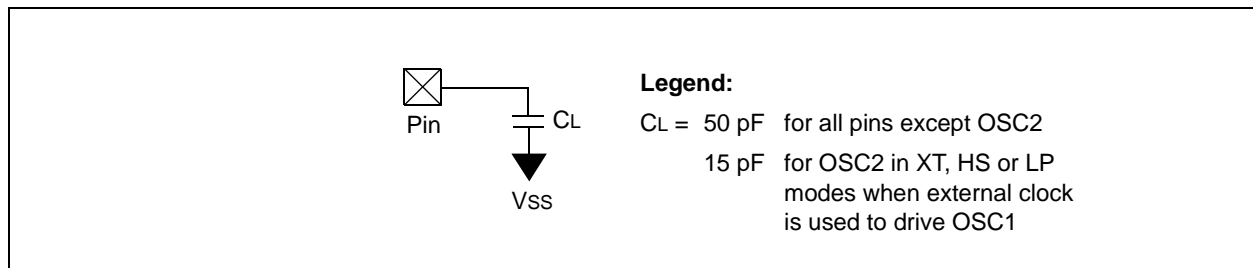 Legend:
Pin
CL
VSS
CL = 50 pF for all pins except OSC2
15 pF for OSC2 in XT, HS or LP
modes when external clock
is used to drive OSC1